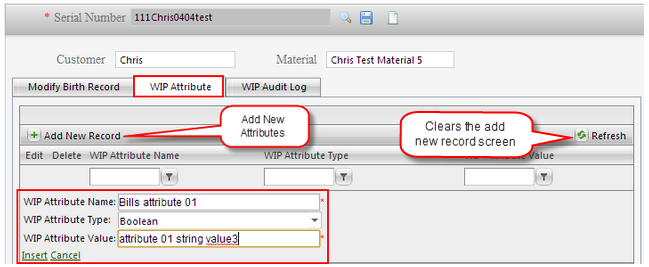 * Serial Number 111Chris0404test
Customer Chris Material Chris Test Material 5
Modify Birth Record WIP Attribute WIP Audit Log
Add New Record Add New Attributes Clears the add new record screen Refresh
Edit Delete WIP Attribute Name WIP Attribute Type Value
WIP Attribute Name: Bills attribute 01 *
WIP Attribute Type: Boolean
WIP Attribute Value: attribute 01 string value3 *
Insert Cancel